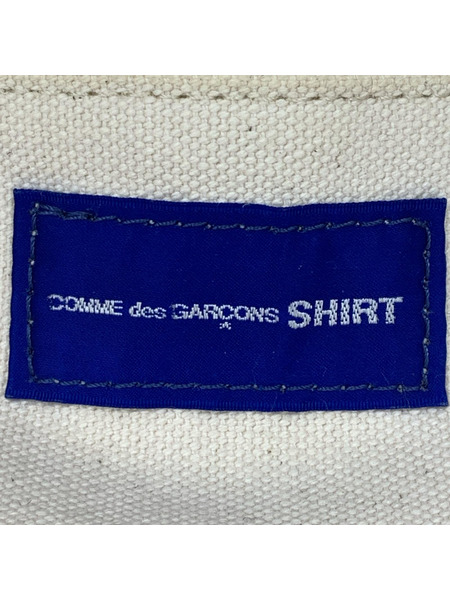 COMME des GARCONS SHIRT
*